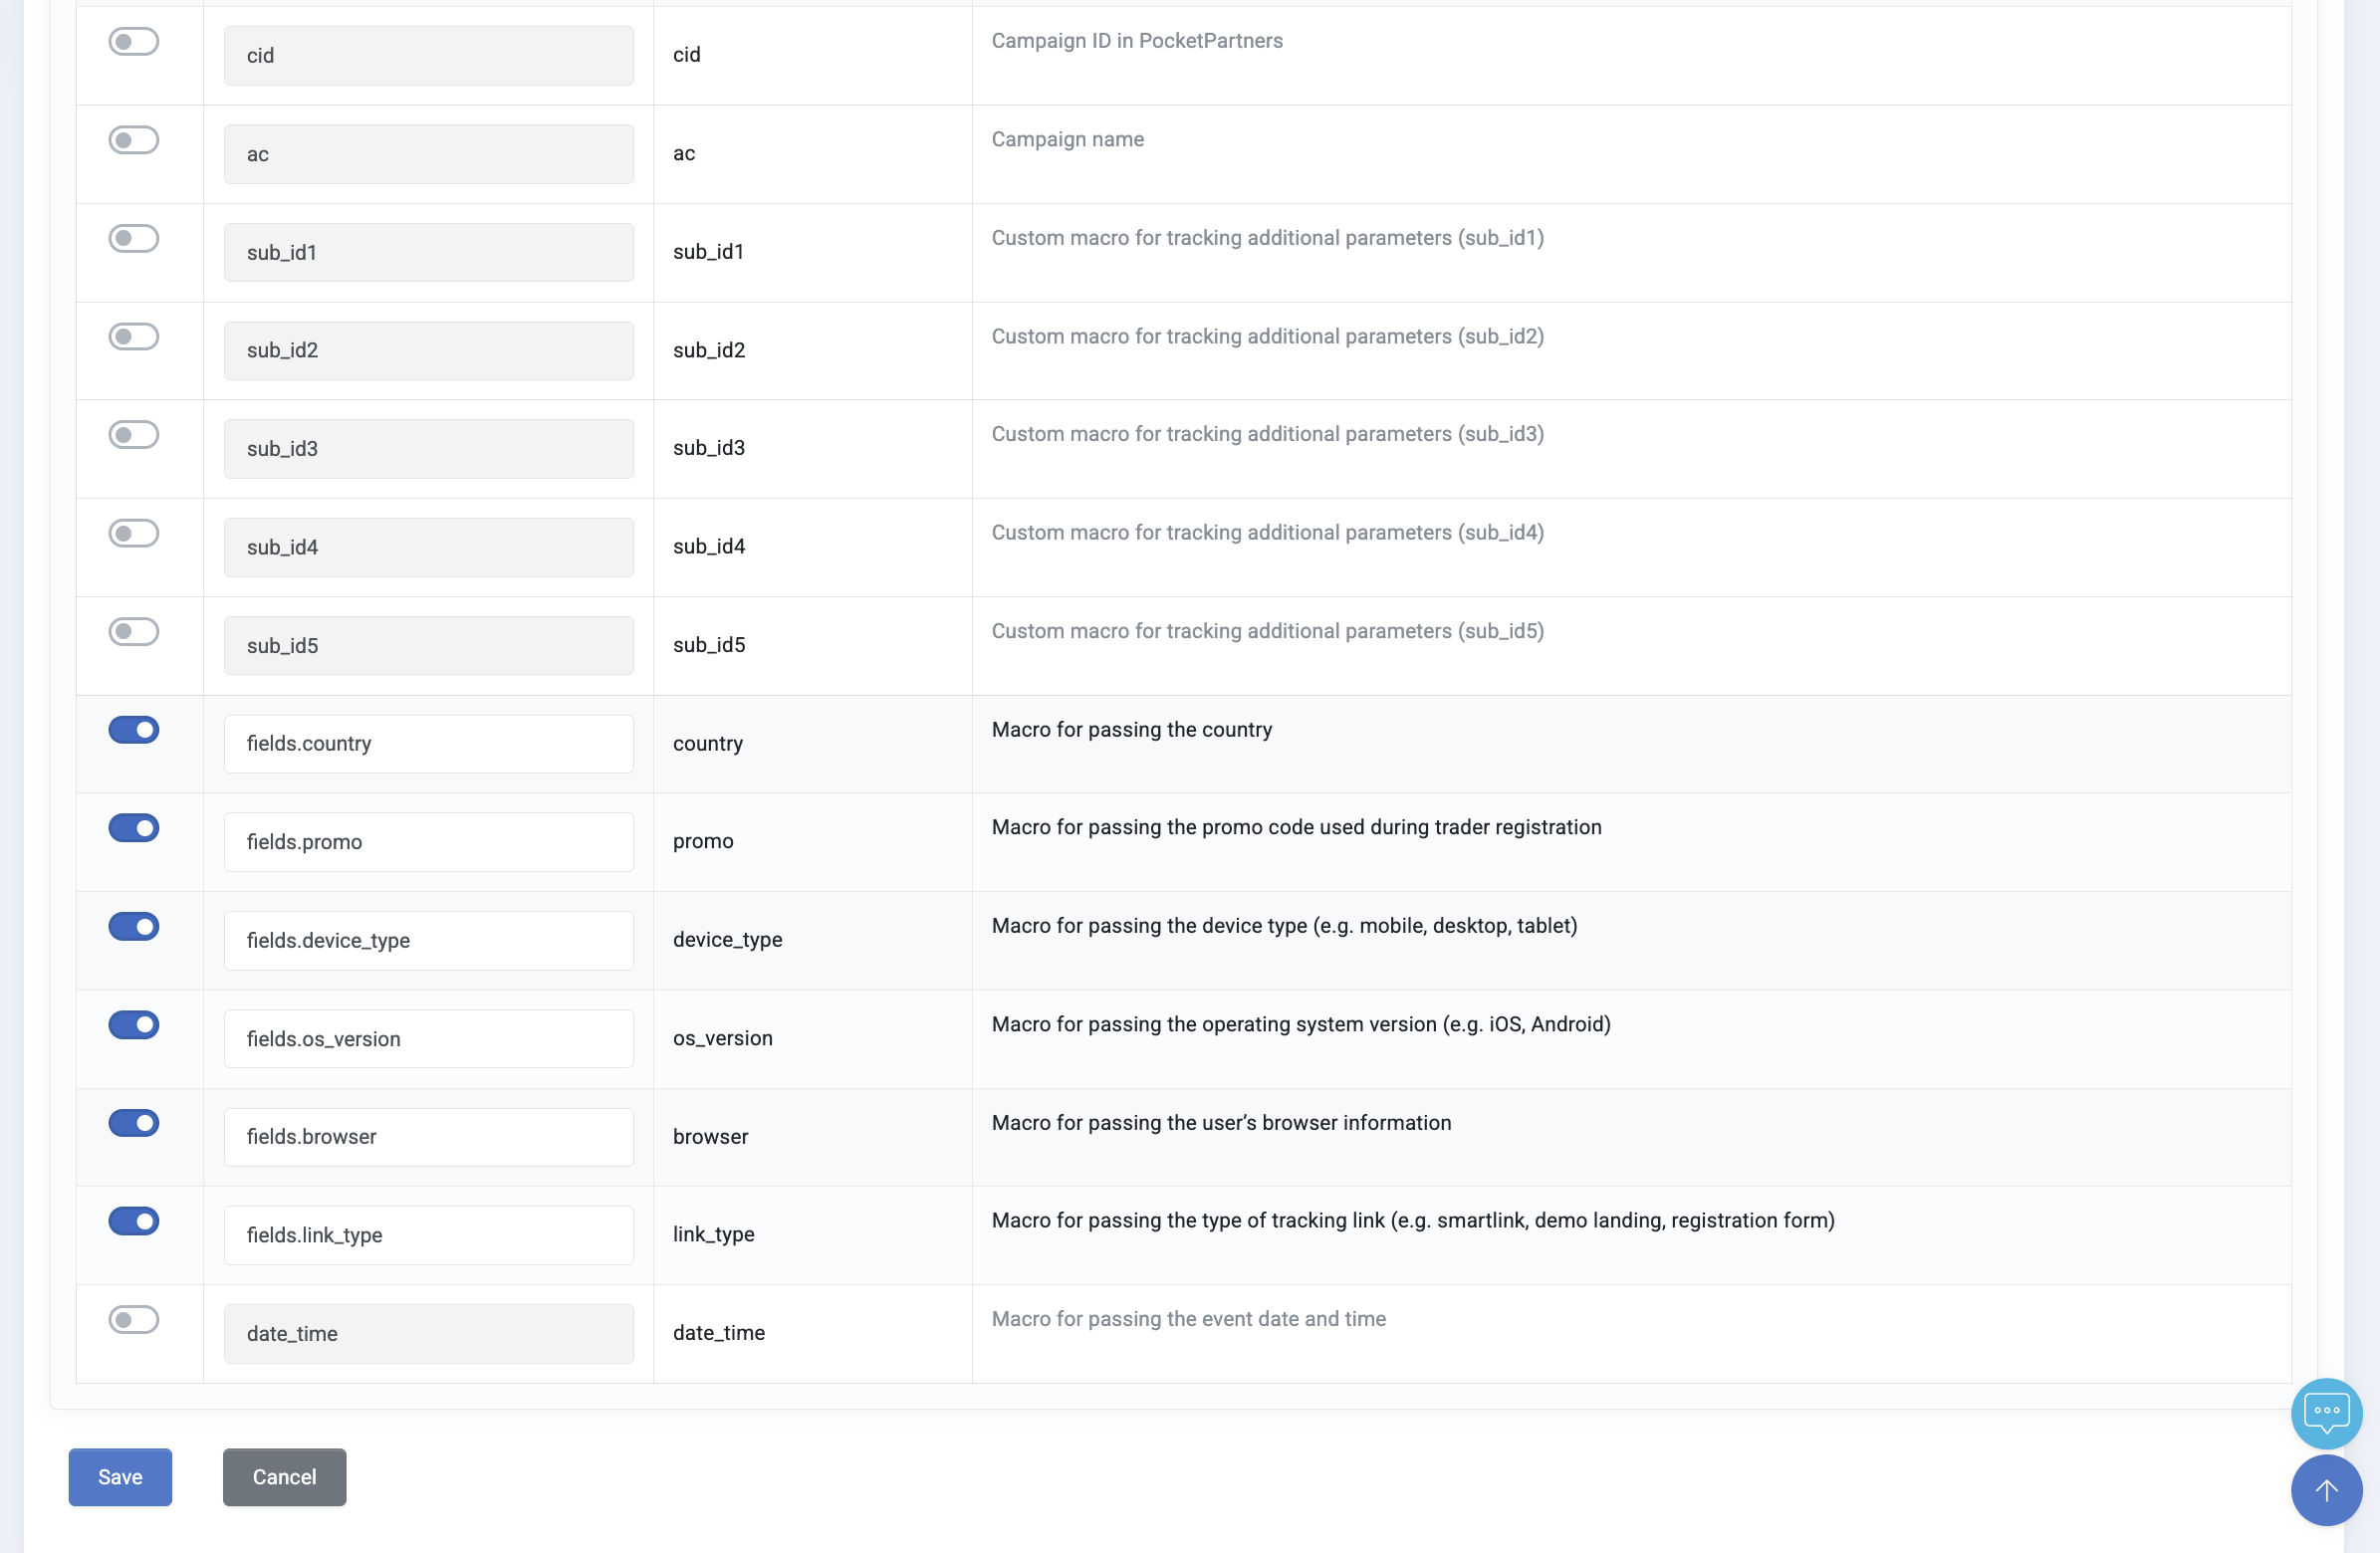 cid cid Campaign ID in PocketPartners
ac ac Campaign name
sub_id1 sub_id1 Custom macro for tracking additional parameters (sub_id1)
sub_id2 sub_id2 Custom macro for tracking additional parameters (sub_id2)
sub_id3 sub_id3 Custom macro for tracking additional parameters (sub_id3)
sub_id4 sub_id4 Custom macro for tracking additional parameters (sub_id4)
sub_id5 sub_id5 Custom macro for tracking additional parameters (sub_id5)
fields.country country Macro for passing the country
fields.promo promo Macro for passing the promo code used during trader registration
fields.device_type device_type Macro for passing the device type (e.g. mobile, desktop, tablet)
fields.os_version os_version Macro for passing the operating system version (e.g. iOS, Android)
fields.browser browser Macro for passing the user’s browser information
fields.link_type link_type Macro for passing the type of tracking link (e.g. smartlink, demo landing, registration form)
date_time date_time Macro for passing the event date and time
Save Cancel